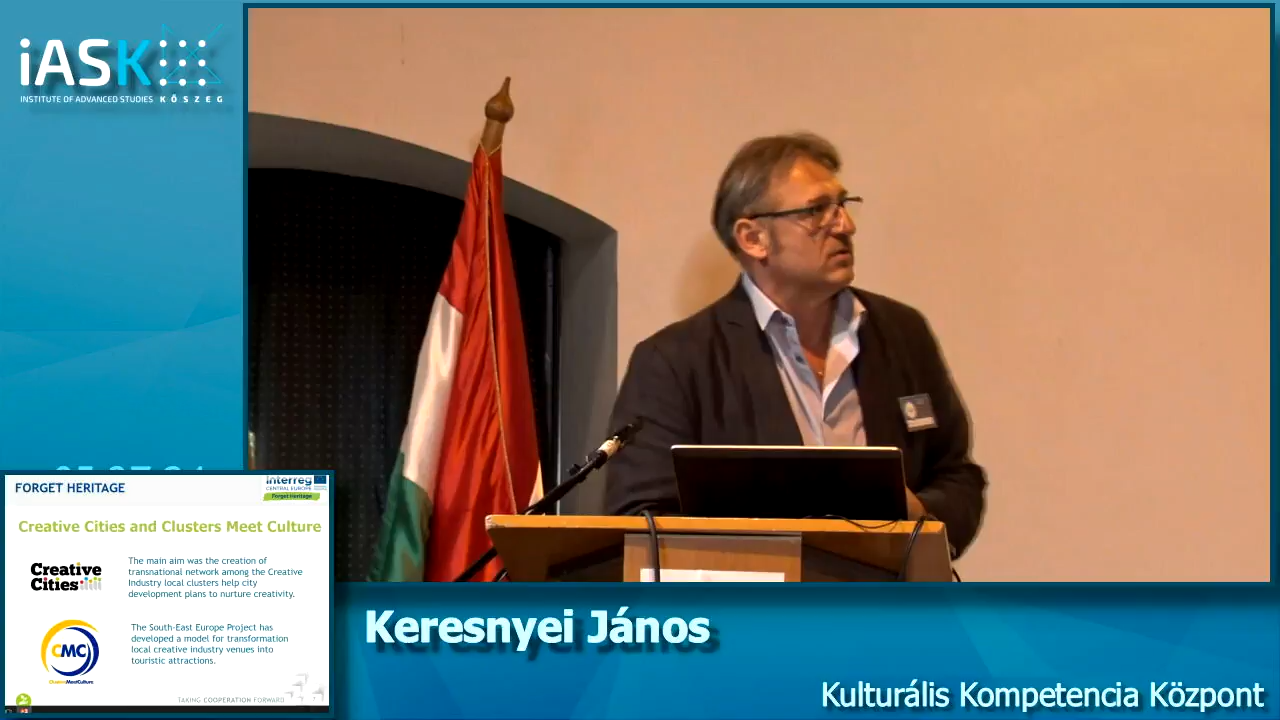 iASK
INSTITUTE OF ADVANCED STUDIES KŐSZEG
FORGET HERITAGE
Interreg
CENTRAL EUROPE
Forget Heritage
Creative Cities and Clusters Meet Culture
Creative
Cities
The main aim was the creation of
transnational network among the Creative
Industry local clusters help city
development plans to nurture creativity.
CMC
ClustersMeetCulture
The South-East Europe Project has
developed a model for transformation
local creative industry venues into
touristic attractions.
TAKING COOPERATION FORWARD
Keresnyei János
Kulturális Kompetencia Központ